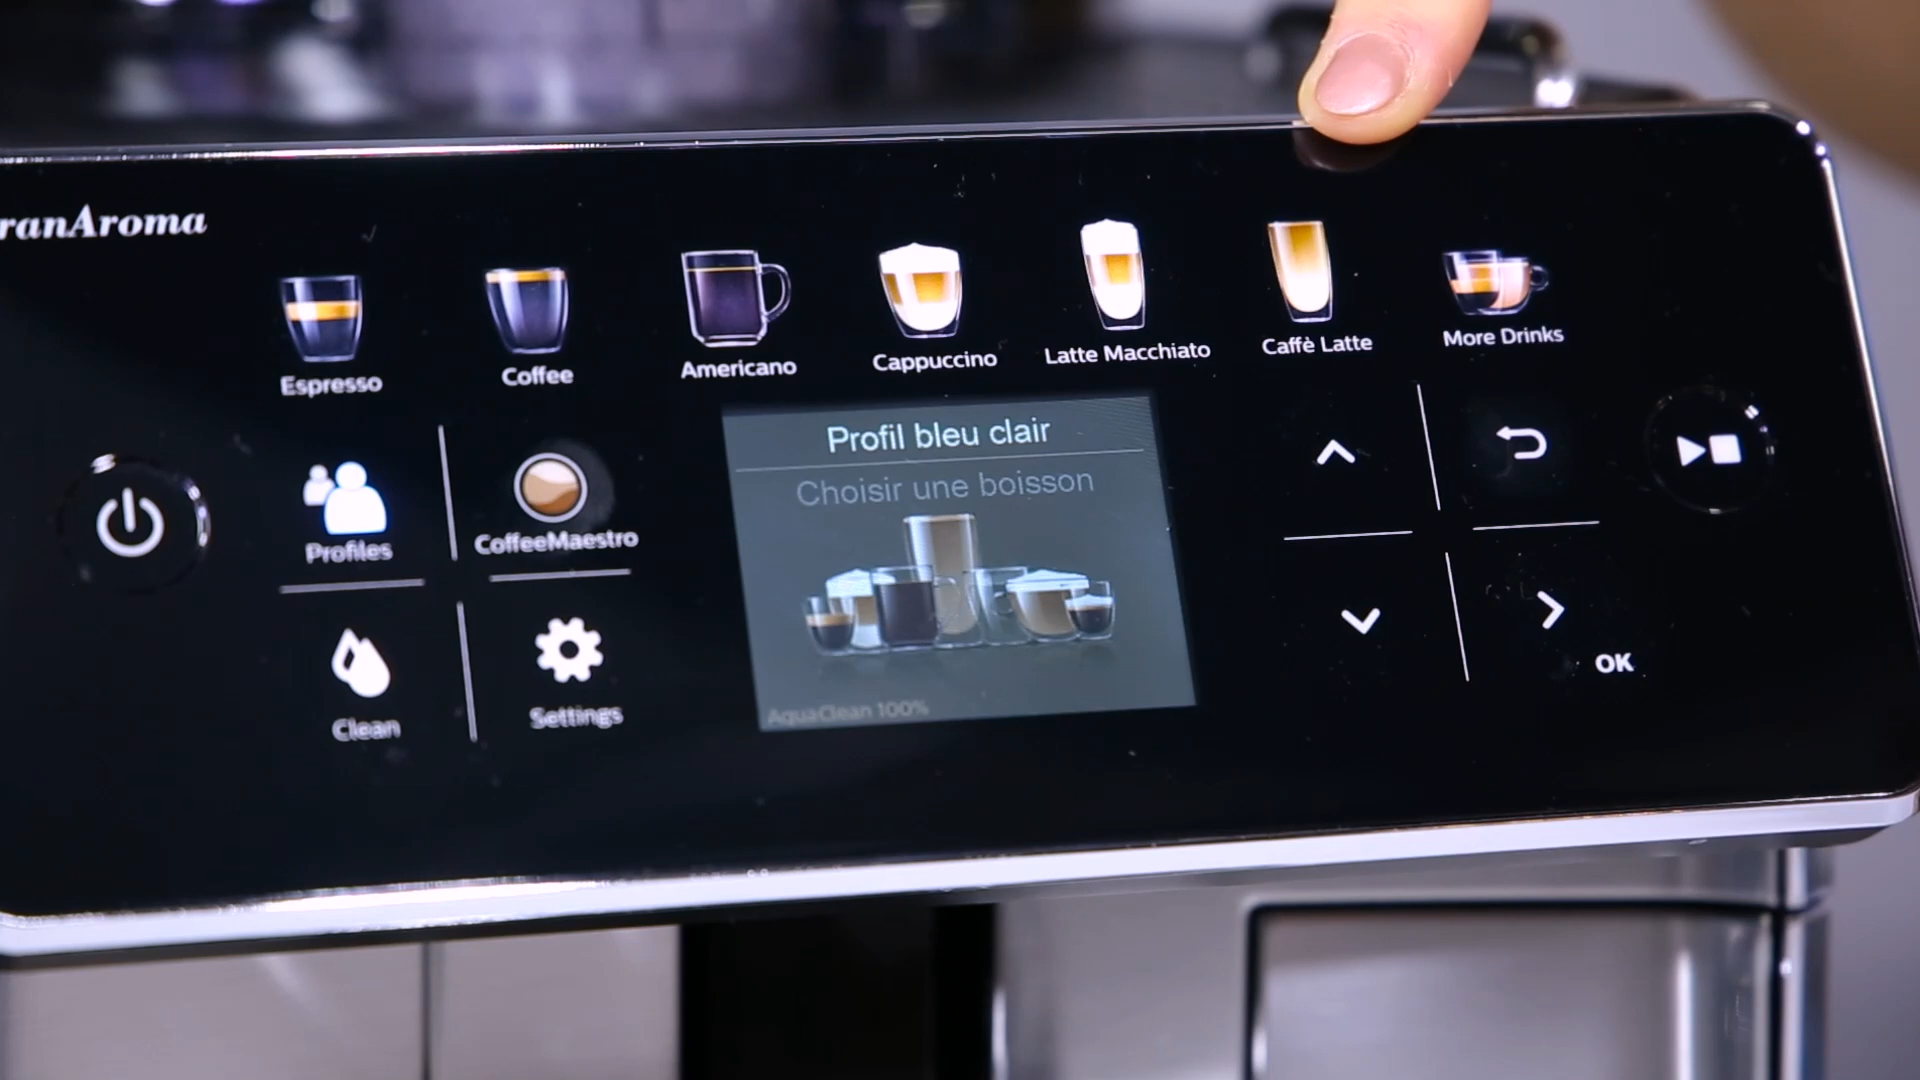 ranAroma
Espresso
Coffee
Americano
Cappuccino
Latte Macchiato
Caffè Latte
More Drinks
Profiles
CoffeeMaestro
Clean
Settings
Profil bleu clair
Choisir une boisson
AquaClean 100%
OK